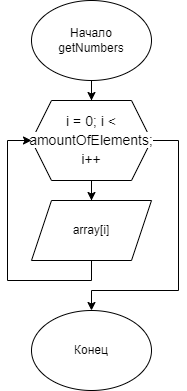 Начало
getNumbers
i = 0; i <
amountOfElements;
i++
array[i]
Конец